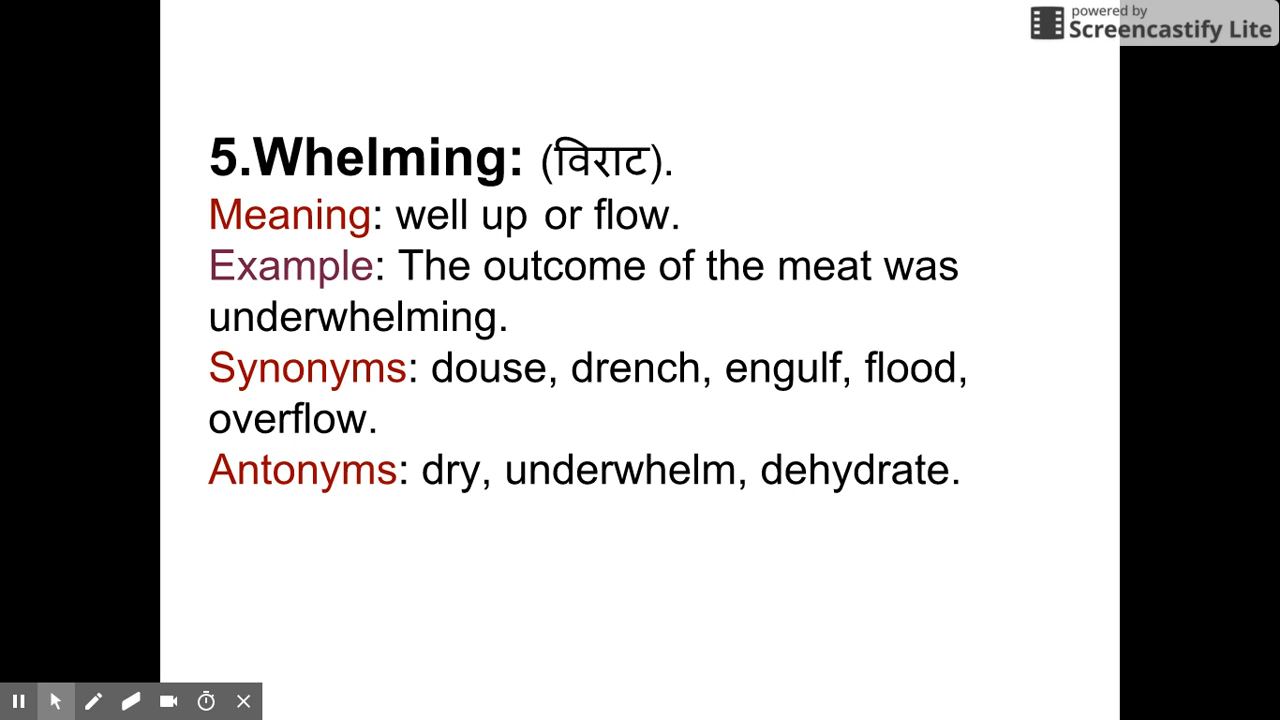 powered by
Screencastify Lite
5.Whelming: (विराट).
Meaning: well up or flow.
Example: The outcome of the meat was
underwhelming.
Synonyms: douse, drench, engulf, flood,
overflow.
Antonyms: dry, underwhelm, dehydrate.